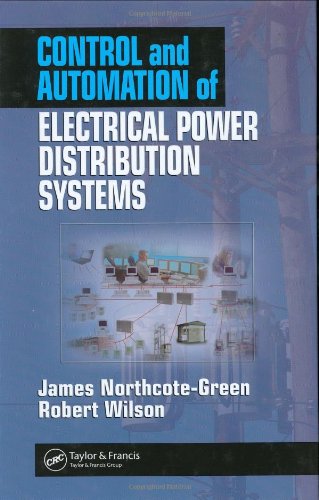 CONTROL and
AUTOMATION of
ELECTRICAL POWER
DISTRIBUTION
SYSTEMS
James Northcote-Green
Robert Wilson
CRC
Taylor & Francis
Taylor & Francis Group